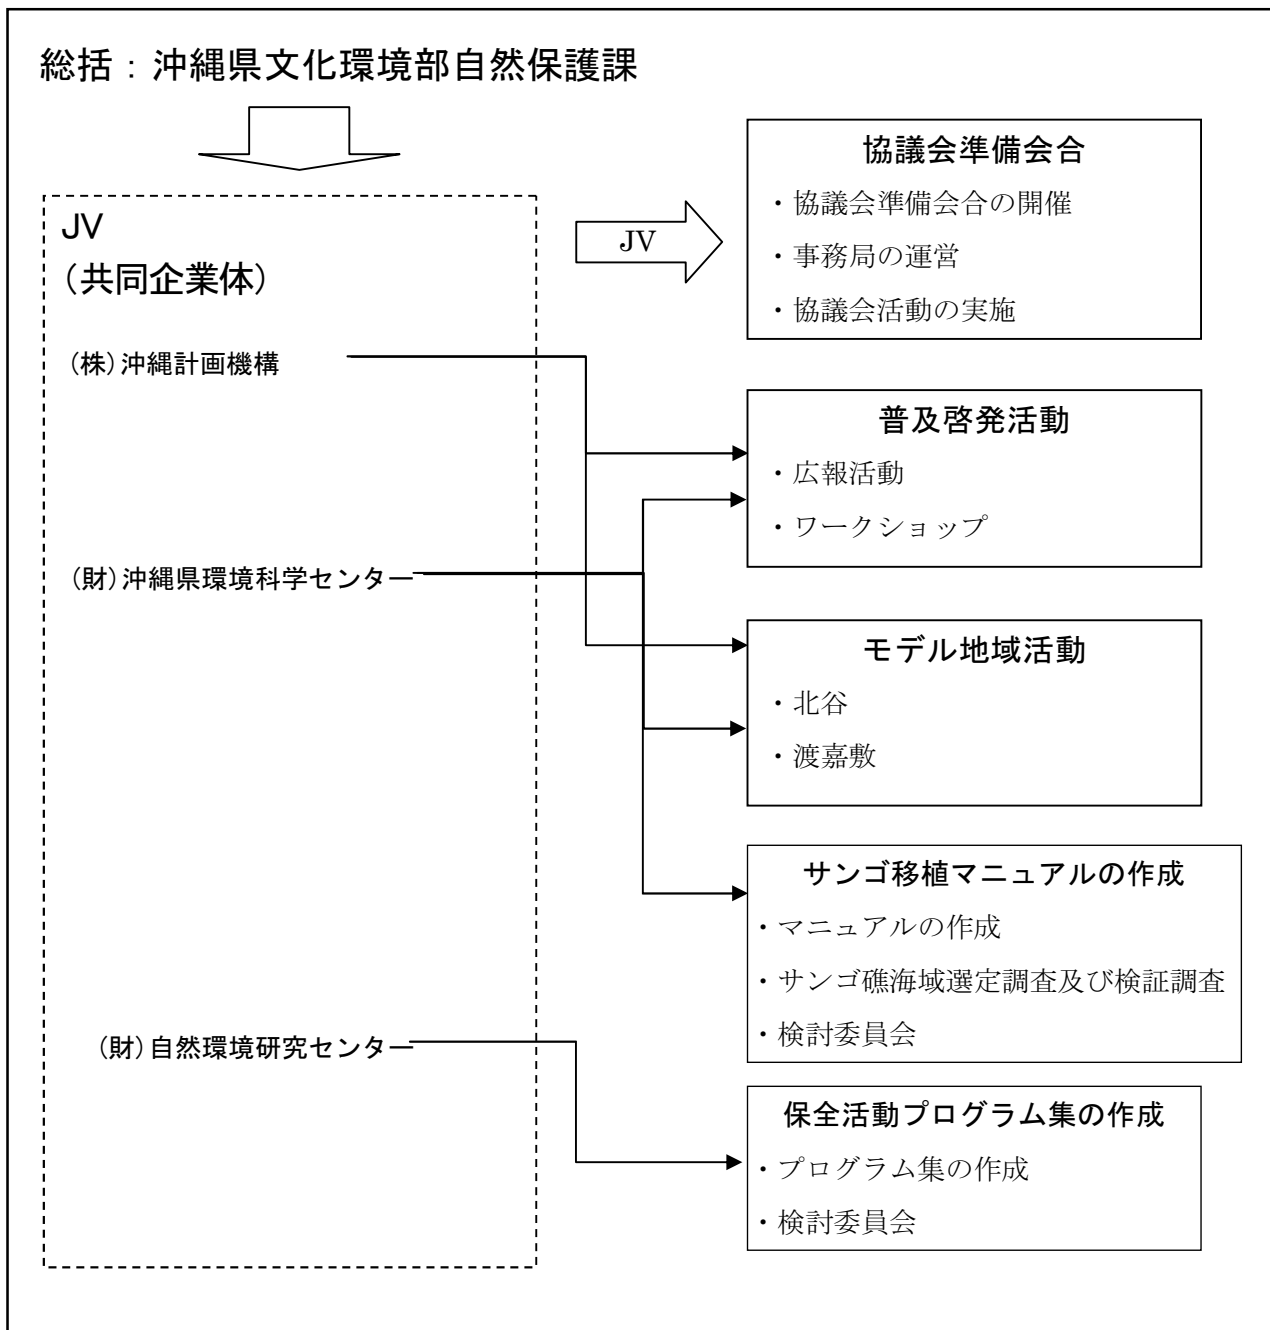 総括：沖縄県文化環境部自然保護課
JV
（共同企業体）
(株)沖縄計画機構
(財)沖縄県環境科学センター
(財)自然環境研究センター
JV
協議会準備会合
・協議会準備会合の開催
・事務局の運営
・協議会活動の実施
普及啓発活動
・広報活動
・ワークショップ
モデル地域活動
・北谷
・渡嘉敷
サンゴ移植マニュアルの作成
・マニュアルの作成
・サンゴ礁海域選定調査及び検証調査
・検討委員会
保全活動プログラム集の作成
・プログラム集の作成
・検討委員会